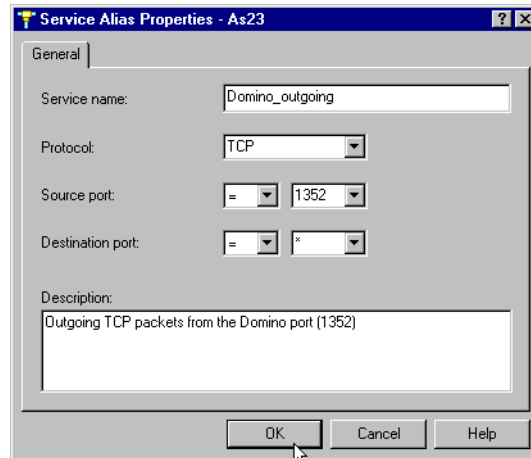 Service Alias Properties - As23
General
Service name: Domino_outgoing
Protocol: TCP
Source port: = 1352
Destination port: = *
Description:
Outgoing TCP packets from the Domino port (1352)
OK Cancel Help